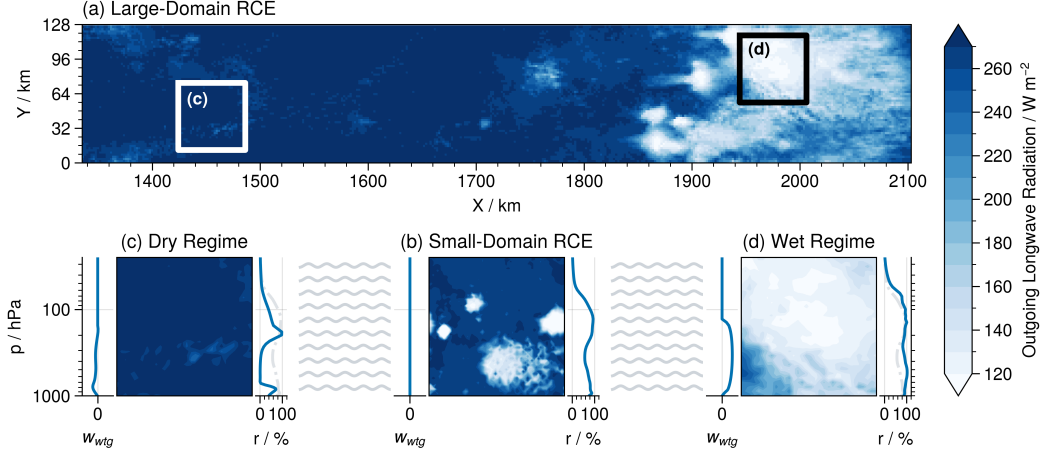 (a) Large-Domain RCE
128
96
64
32
0
Y / km
(c)
(d)
1400 1500 1600 1700 1800 1900 2000 2100
X / km
260
240
220
200
180
160
140
120
Outgoing Longwave Radiation / W m⁻²
(c) Dry Regime
(b) Small-Domain RCE
(d) Wet Regime
100
1000
p / hPa
0 0 100 0 0 100 0 0 100
w_wtg r / % w_wtg r / % w_wtg r / %